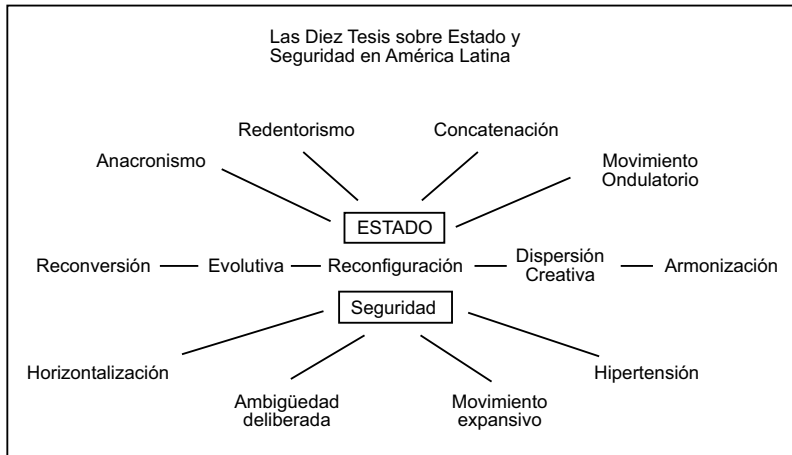 Las Diez Tesis sobre Estado y
Seguridad en América Latina
Redentorismo
Concatenación
Anacronismo
Movimiento
Ondulatorio
ESTADO
Reconversión
Evolutiva
Reconfiguración
Dispersión
Creativa
Armonización
Seguridad
Horizontalización
Hipertensión
Ambigüedad
deliberada
Movimiento
expansivo